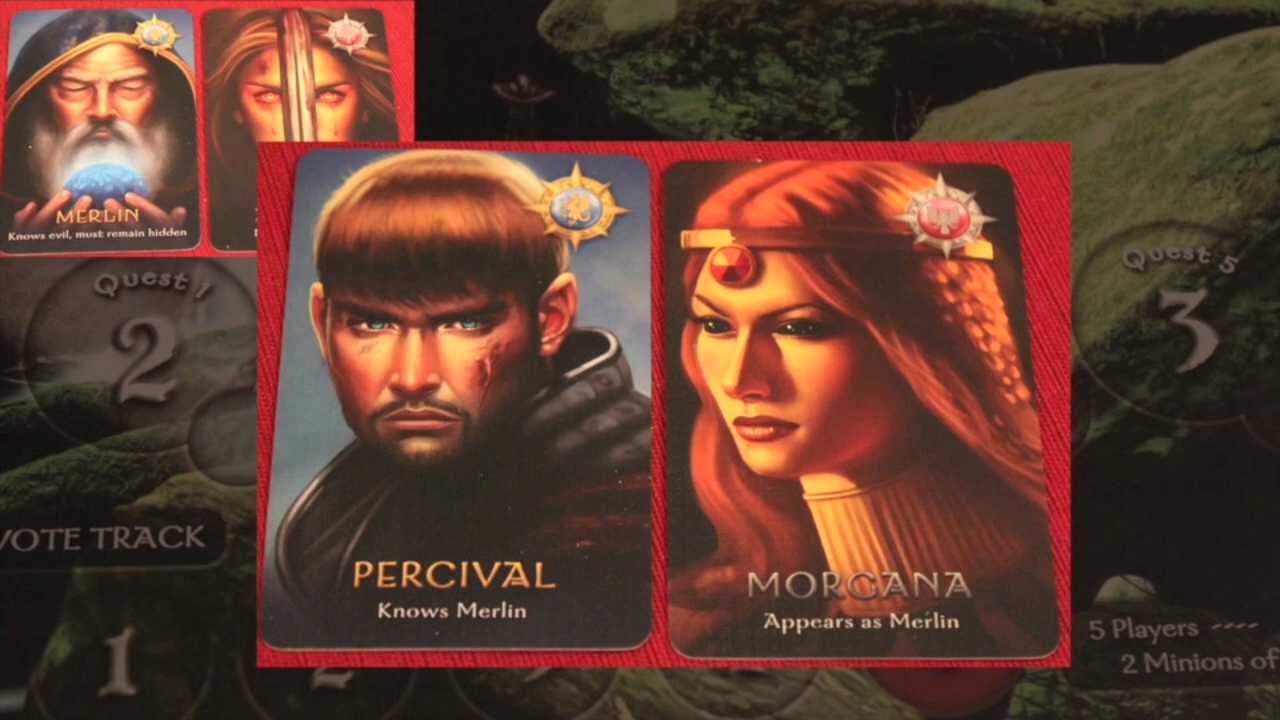 MERLIN
Knows evil, must remain hidden
PERCIVAL
Knows Merlin
MORGANA
Appears as Merlin
Quest 1
2
Quest 5
3
VOTE TRACK
1
2
5 Players ----
2 Minions of